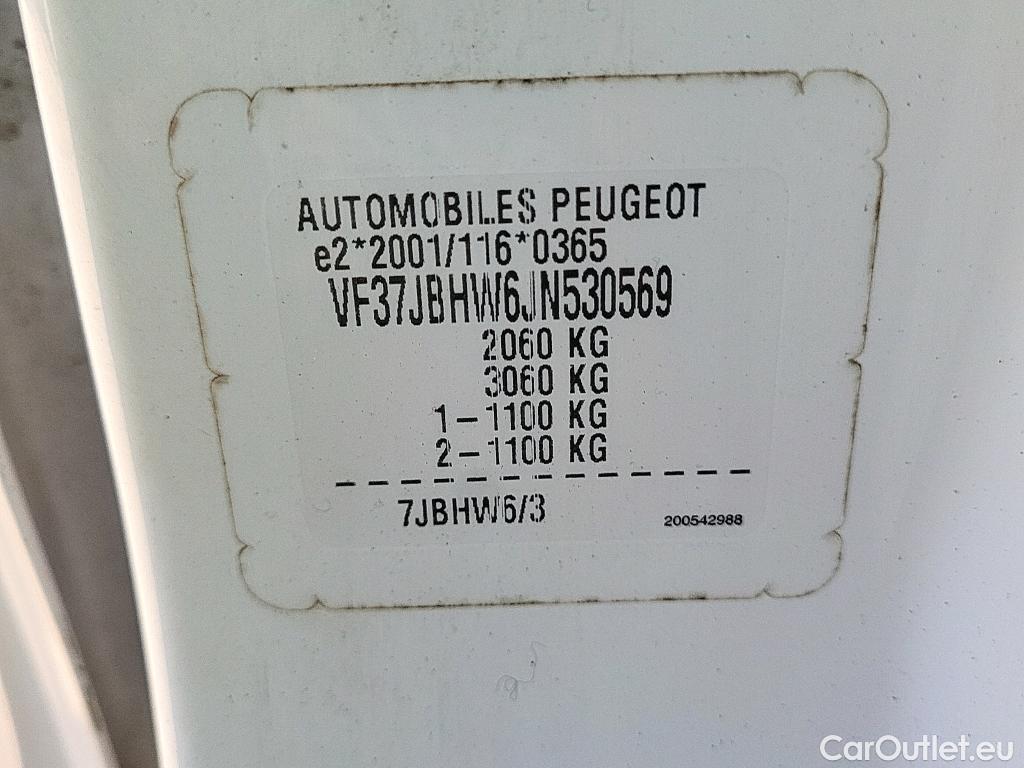 AUTOMOBILES PEUGEOT
e2*2001/116*0365
VF37JBHW6JN530569
2060 KG
3060 KG
1-1100 KG
2-1100 KG
7JBHW6/3
200542988
CarOutlet.eu